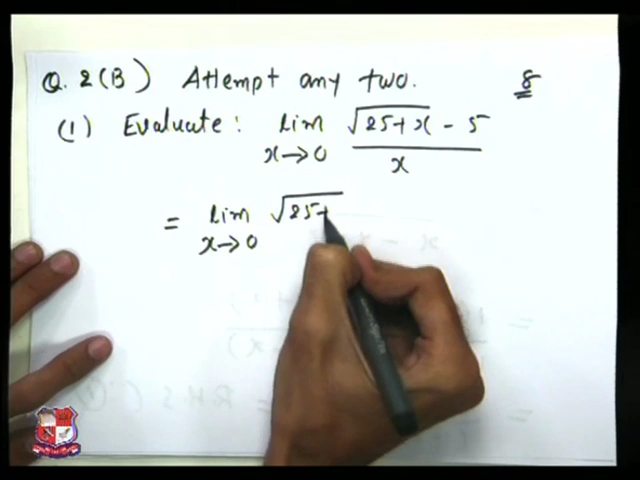 Q. 2 (B) Attempt any two. 8
(1) Evaluate: lim x→0 √25+x - 5 / x
= lim x→0 √25+